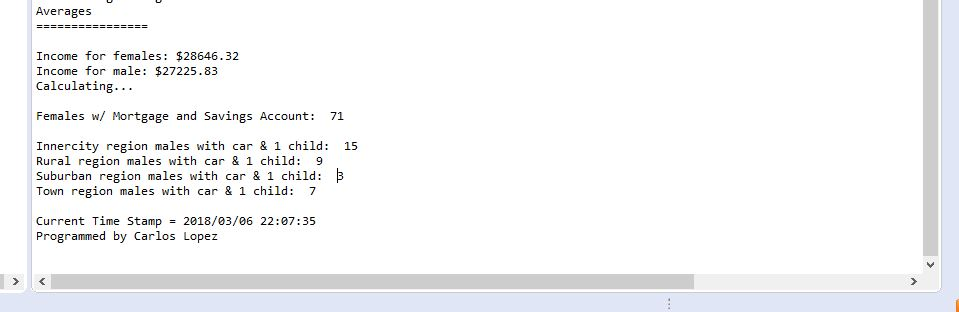 Averages
================
Income for females: $28646.32
Income for male: $27225.83
Calculating...
Females w/ Mortgage and Savings Account:  71
Innercity region males with car & 1 child:  15
Rural region males with car & 1 child:  9
Suburban region males with car & 1 child:  3
Town region males with car & 1 child:  7
Current Time Stamp = 2018/03/06 22:07:35
Programmed by Carlos Lopez